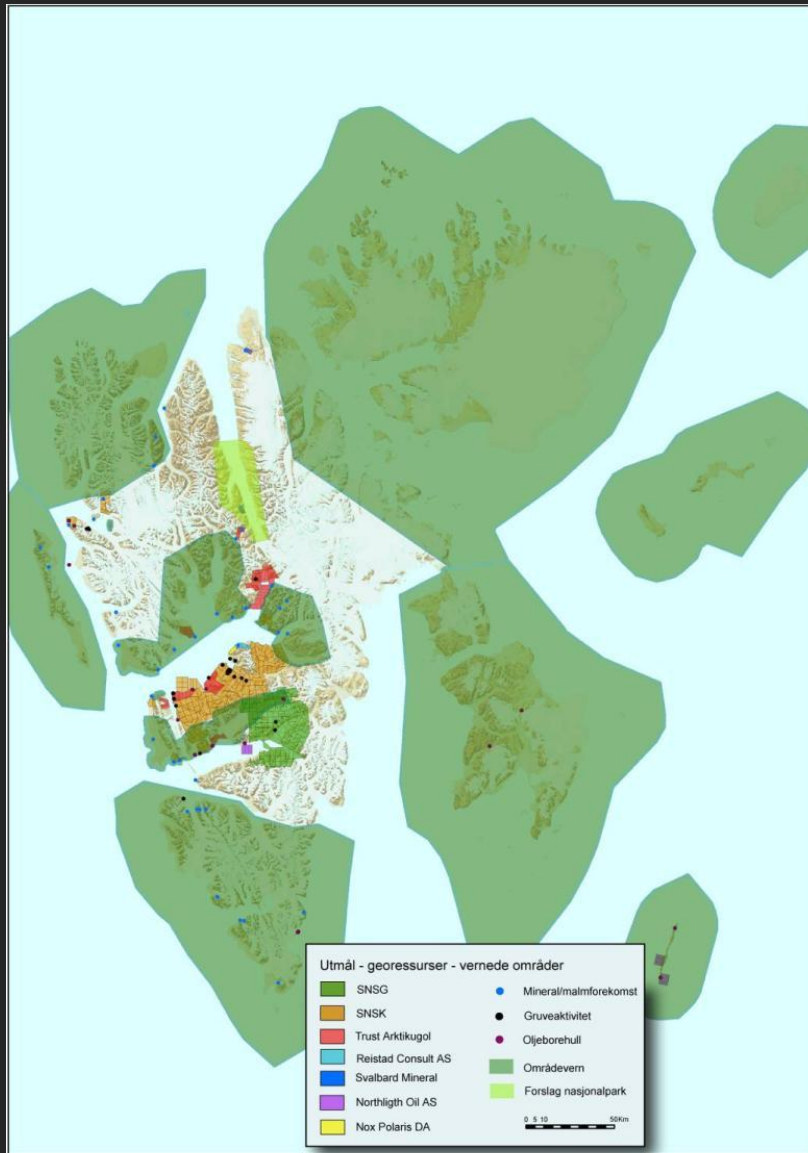 Utmål - georessurser - vernede områder
SNSG
SNSK
Trust Arktikugol
Reistad Consult AS
Svalbard Mineral
Northligth Oil AS
Nox Polaris DA
Mineral/malmforekomst
Gruveaktivitet
Oljeborehull
Områdevern
Forslag nasjonalpark
0 5 10 50Km